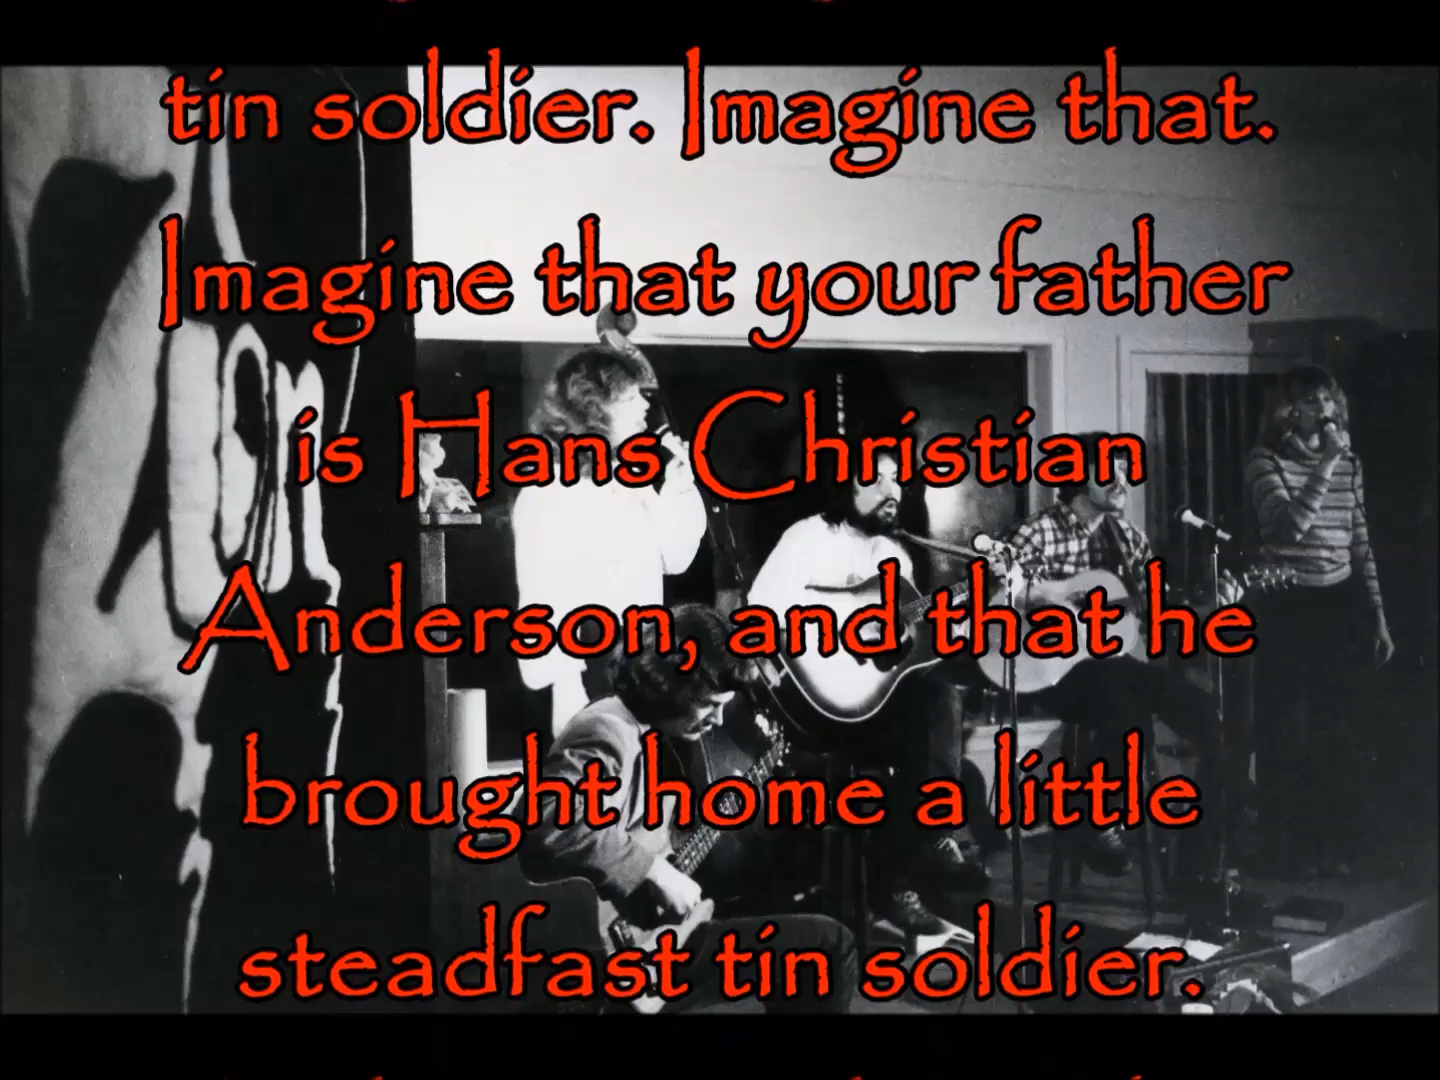 tin soldier. Imagine that.
Imagine that your father
is Hans Christian
Anderson, and that he
brought home a little
steadfast tin soldier.